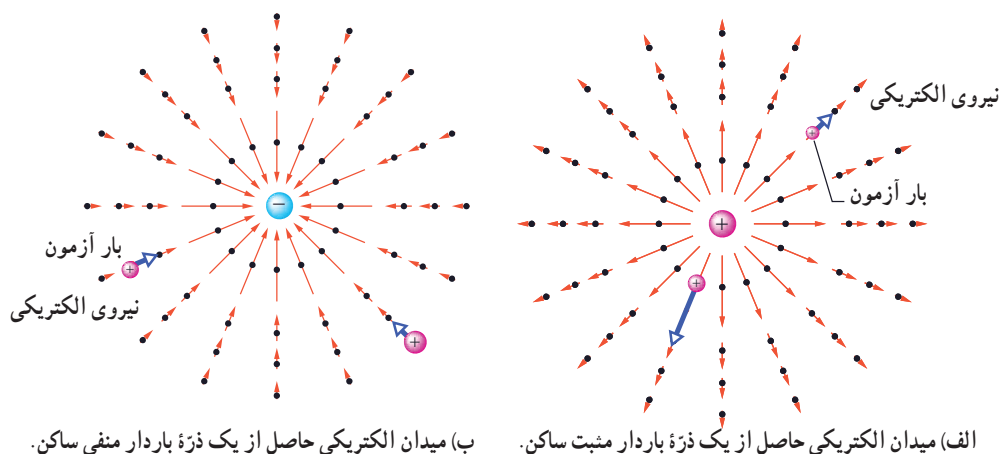 نیروی الکتریکی
بار آزمون
+
+
+
الف) میدان الکتریکی حاصل از یک ذرّهٔ باردار مثبت ساکن.
−
بار آزمون
+
نیروی الکتریکی
+
ب) میدان الکتریکی حاصل از یک ذرّهٔ باردار منفی ساکن.